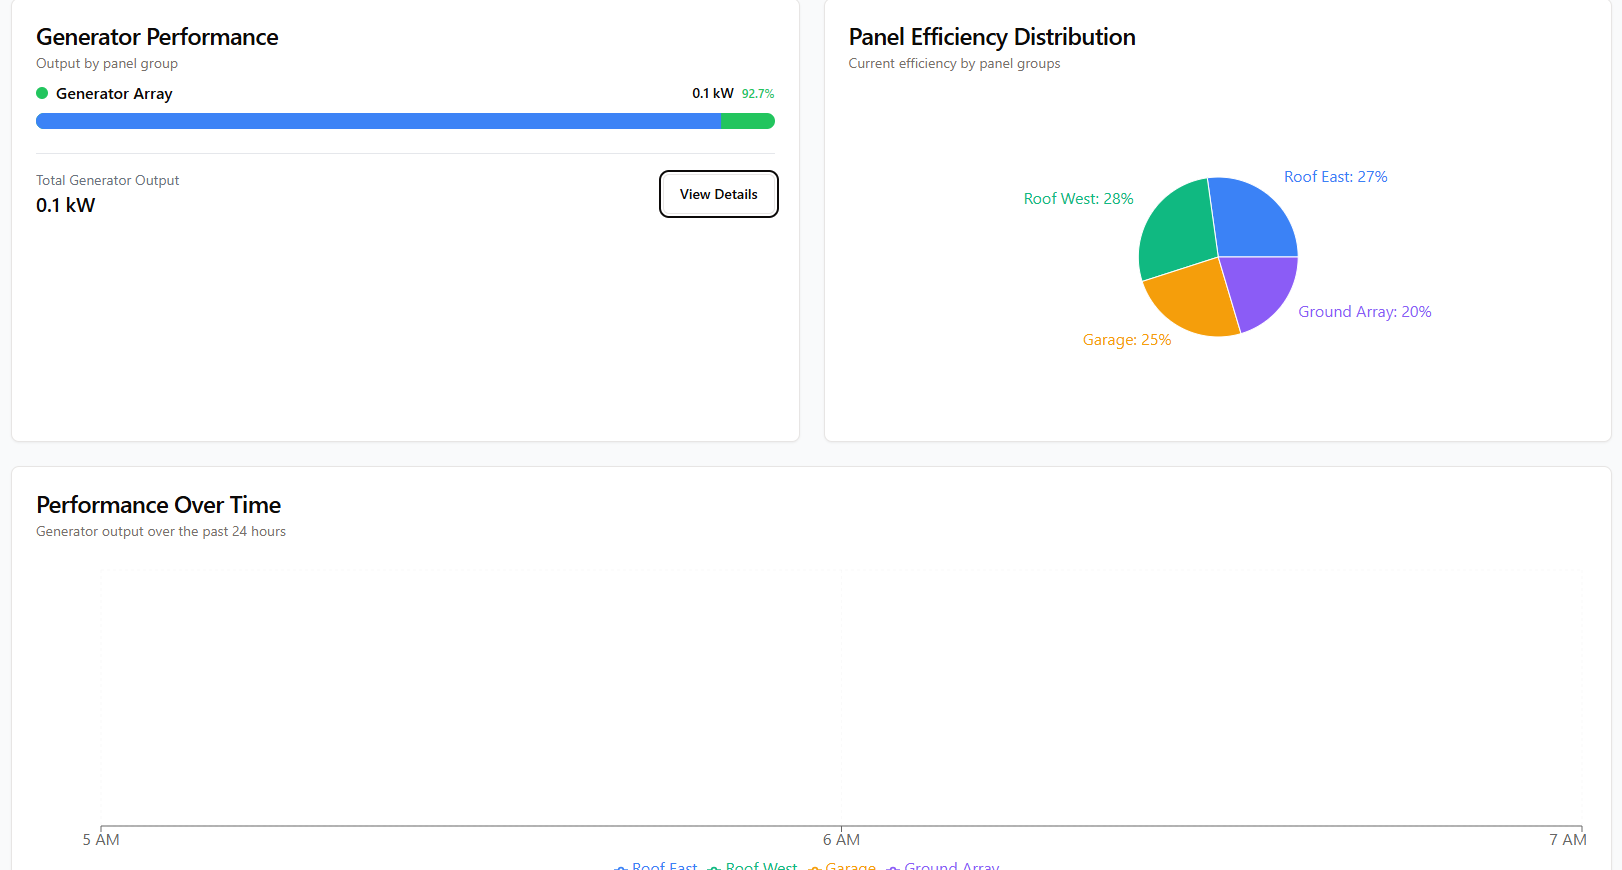 Generator Performance
Output by panel group
Generator Array 0.1 kW 92.7%
Total Generator Output
0.1 kW
View Details
Panel Efficiency Distribution
Current efficiency by panel groups
Roof East: 27%
Roof West: 28%
Ground Array: 20%
Garage: 25%
Performance Over Time
Generator output over the past 24 hours
5 AM 6 AM 7 AM
Roof East Roof West Garage Ground Array